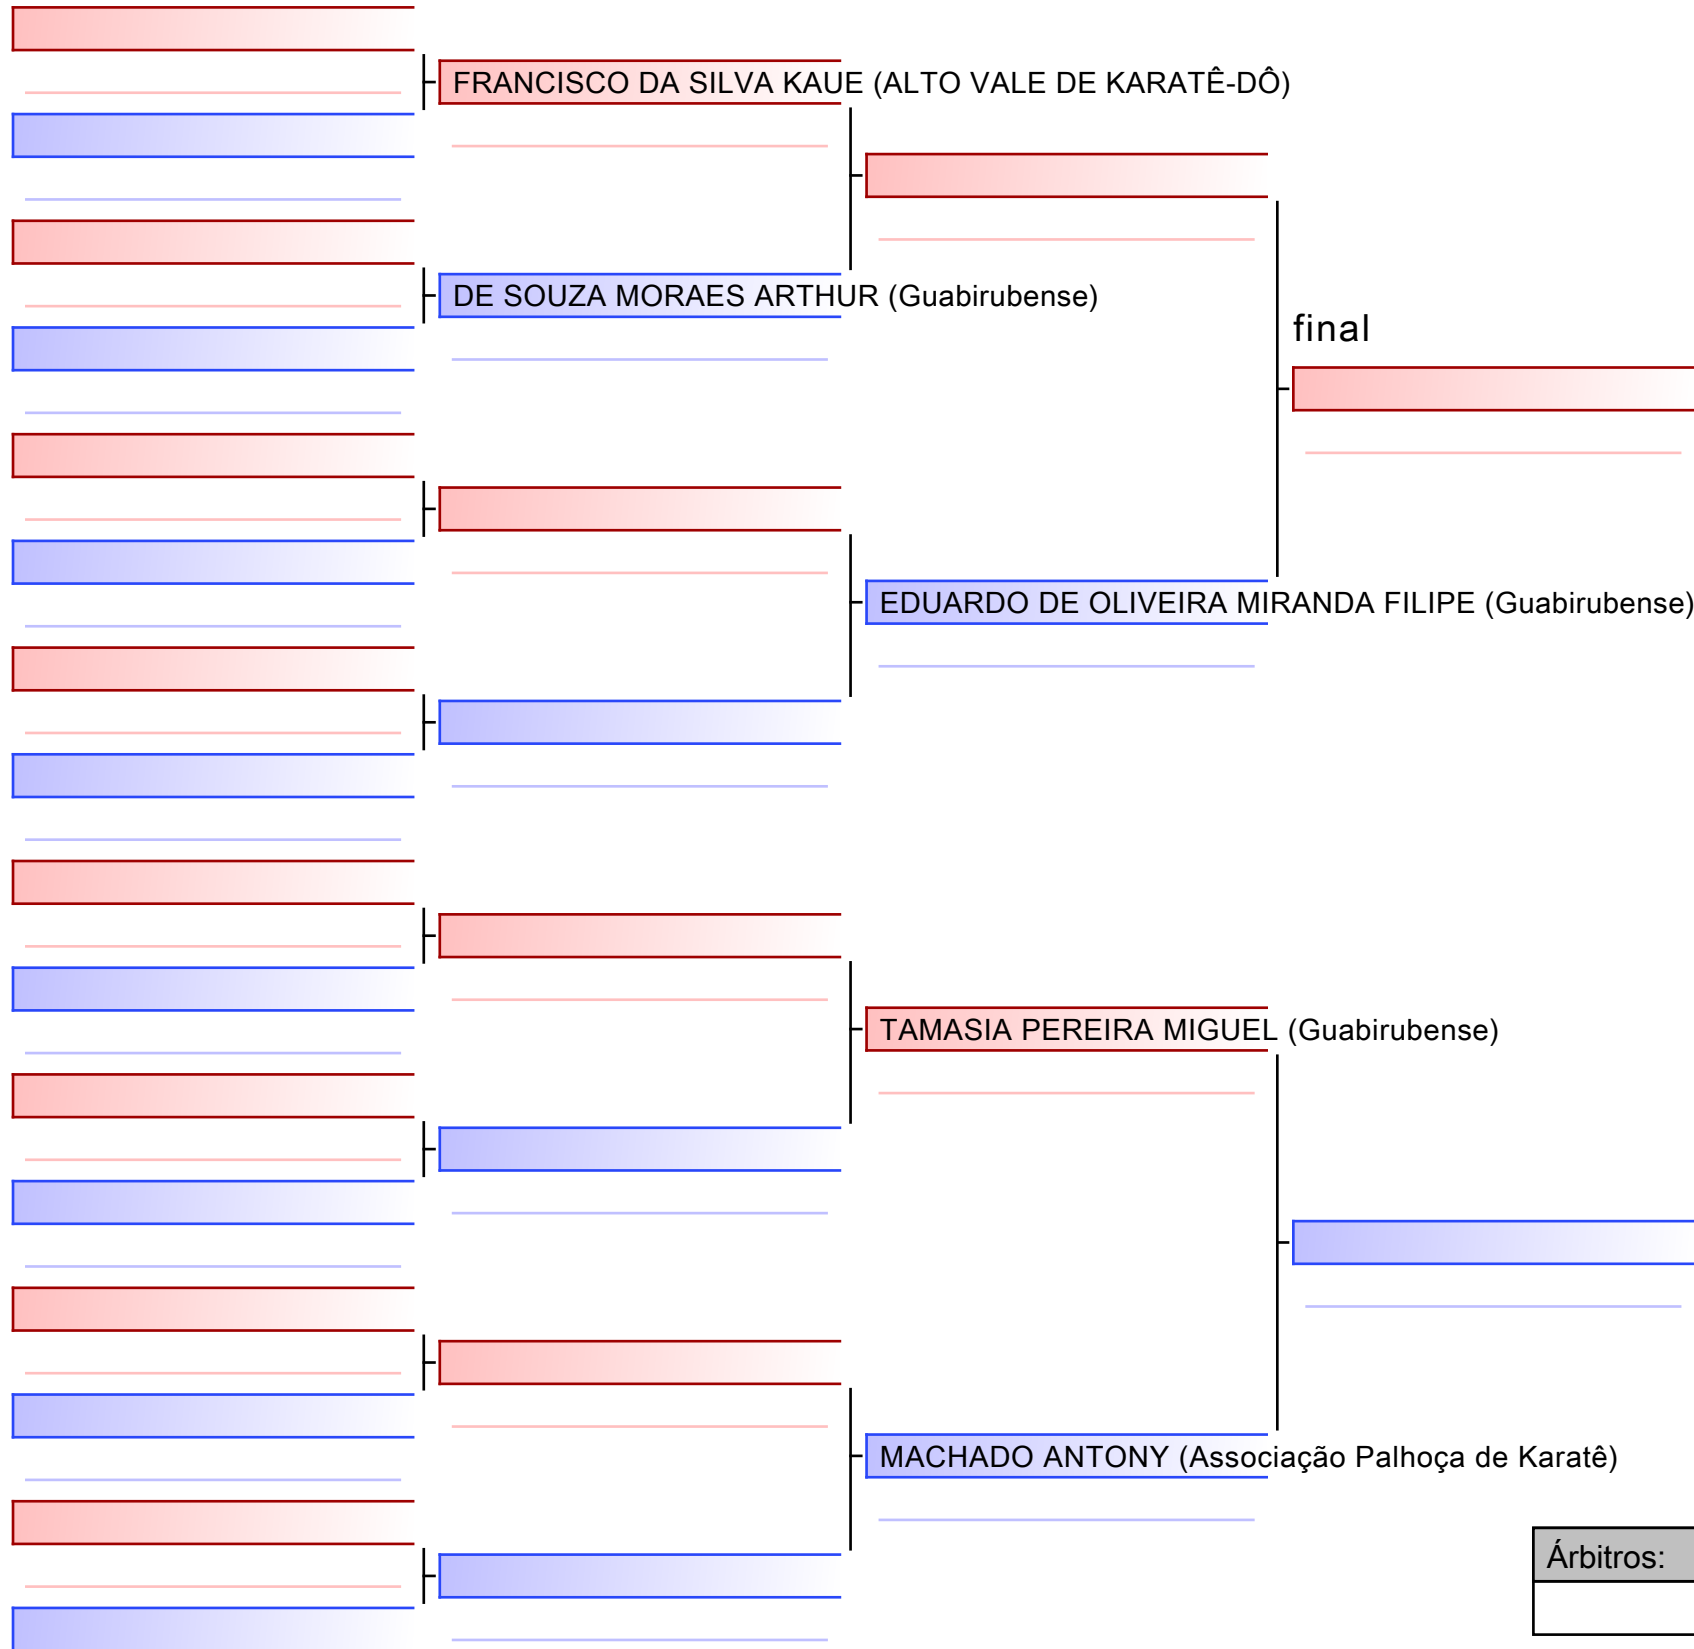 FRANCISCO DA SILVA KAUE (ALTO VALE DE KARATÊ-DÔ)
DE SOUZA MORAES ARTHUR (Guabirubense)
final
EDUARDO DE OLIVEIRA MIRANDA FILIPE (Guabirubense)
TAMASIA PEREIRA MIGUEL (Guabirubense)
MACHADO ANTONY (Associação Palhoça de Karatê)
Árbitros: